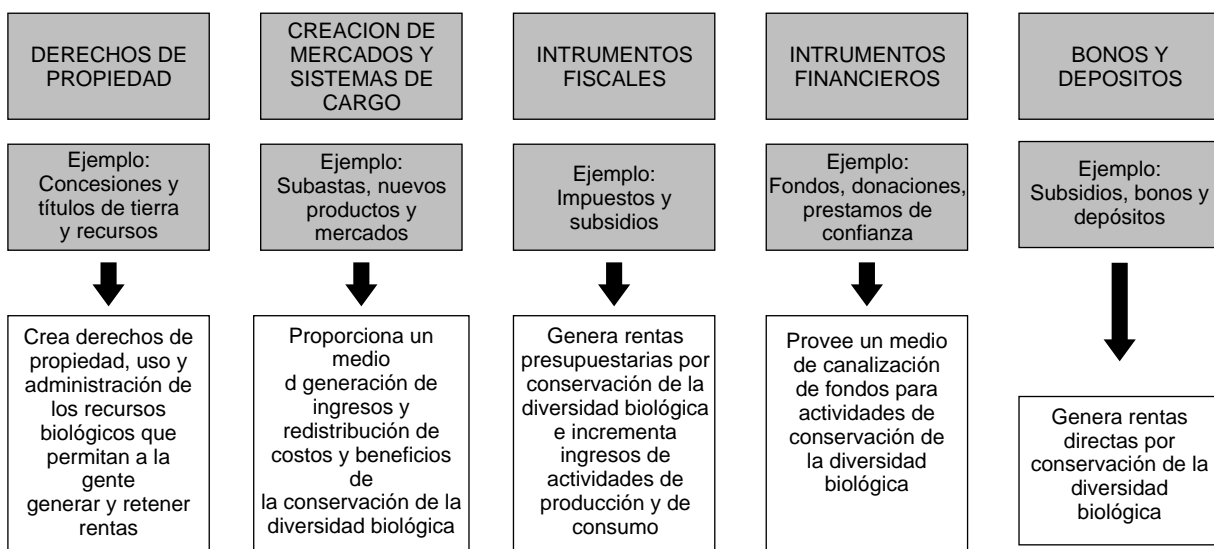 DERECHOS DE
PROPIEDAD
CREACION DE
MERCADOS Y
SISTEMAS DE
CARGO
INTRUMENTOS
FISCALES
INTRUMENTOS
FINANCIEROS
BONOS Y
DEPOSITOS
Ejemplo:
Concesiones y
títulos de tierra
y recursos
Ejemplo:
Subastas, nuevos
productos y
mercados
Ejemplo:
Impuestos y
subsidios
Ejemplo:
Fondos, donaciones,
prestamos de
confianza
Ejemplo:
Subsidios, bonos y
depósitos
Crea derechos de
propiedad, uso y
administración de
los recursos
biológicos que
permitan a la
gente
generar y retener
rentas
Proporciona un
medio
d generación de
ingresos y
redistribución de
costos y beneficios
de
la conservación de la
diversidad biológica
Genera rentas
presupuestarias por
conservación de la
diversidad biológica
e incrementa
ingresos de
actividades de
producción y de
consumo
Provee un medio
de canalización
de fondos para
actividades de
conservación de
la diversidad
biológica
Genera rentas
directas por
conservación de la
diversidad
biológica